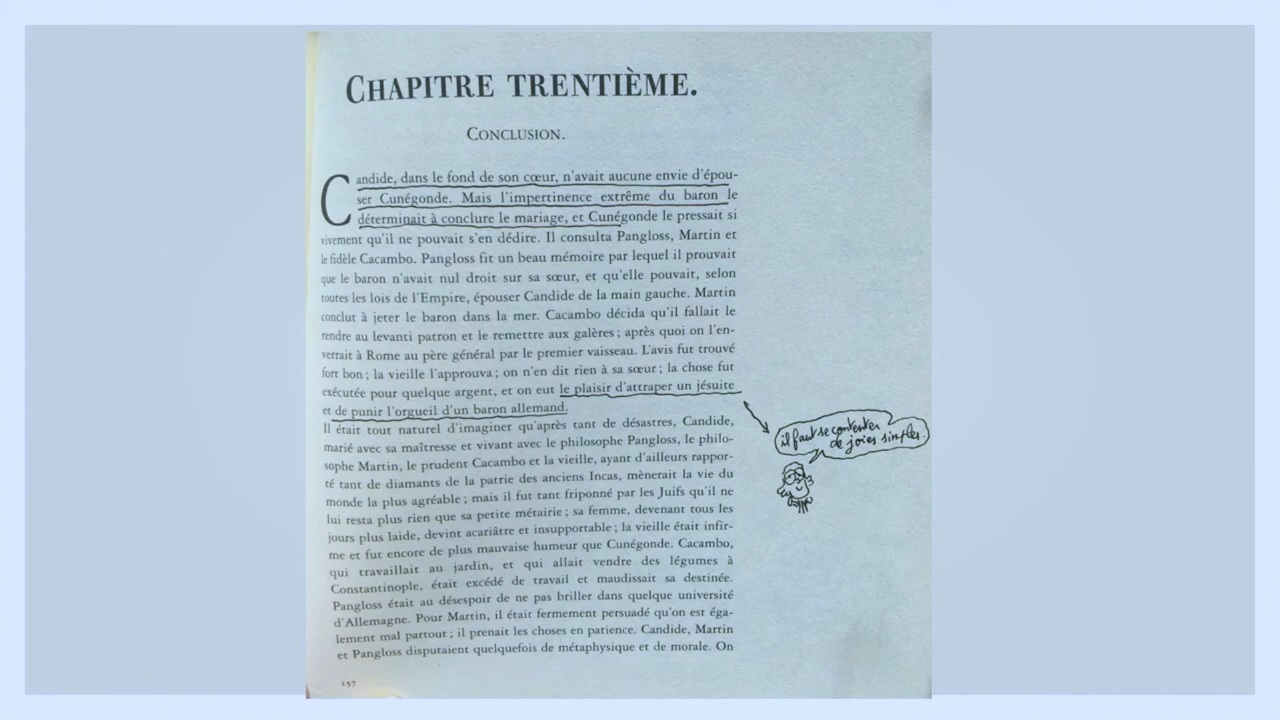 CHAPITRE TRENTIÈME.
CONCLUSION.
Candide, dans le fond de son cœur, n'avait aucune envie d'épou-
ser Cunégonde. Mais l'impertinence extrême du baron le
déterminait à conclure le mariage, et Cunégonde le pressait si
vivement qu'il ne pouvait s'en dédire. Il consulta Pangloss, Martin et
le fidèle Cacambo. Pangloss fit un beau mémoire par lequel il prouvait
que le baron n'avait nul droit sur sa sœur, et qu'elle pouvait, selon
toutes les lois de l'Empire, épouser Candide de la main gauche. Martin
conclut à jeter le baron dans la mer. Cacambo décida qu'il fallait le
rendre au levanti patron et le remettre aux galères ; après quoi on l'en-
verrait à Rome au père général par le premier vaisseau. L'avis fut trouvé
fort bon ; la vieille l'approuva ; on n'en dit rien à sa sœur ; la chose fut
exécutée pour quelque argent, et on eut le plaisir d'attraper un jésuite
et de punir l'orgueil d'un baron allemand.
il faut se contenter
de joies simples.
Il était tout naturel d'imaginer qu'après tant de désastres, Candide,
marié avec sa maîtresse et vivant avec le philosophe Pangloss, le philo-
sophe Martin, le prudent Cacambo et la vieille, ayant d'ailleurs rappor-
té tant de diamants de la patrie des anciens Incas, mènerait la vie du
monde la plus agréable ; mais il fut tant friponné par les Juifs qu'il ne
lui resta plus rien que sa petite métairie ; sa femme, devenant tous les
jours plus laide, devint acariâtre et insupportable ; la vieille était infir-
me et fut encore de plus mauvaise humeur que Cunégonde. Cacambo,
qui travaillait au jardin, et qui allait vendre des légumes à
Constantinople, était excédé de travail et maudissait sa destinée.
Pangloss était au désespoir de ne pas briller dans quelque université
d'Allemagne. Pour Martin, il était fermement persuadé qu'on est éga-
lement mal partout ; il prenait les choses en patience. Candide, Martin
et Pangloss disputaient quelquefois de métaphysique et de morale. On
157